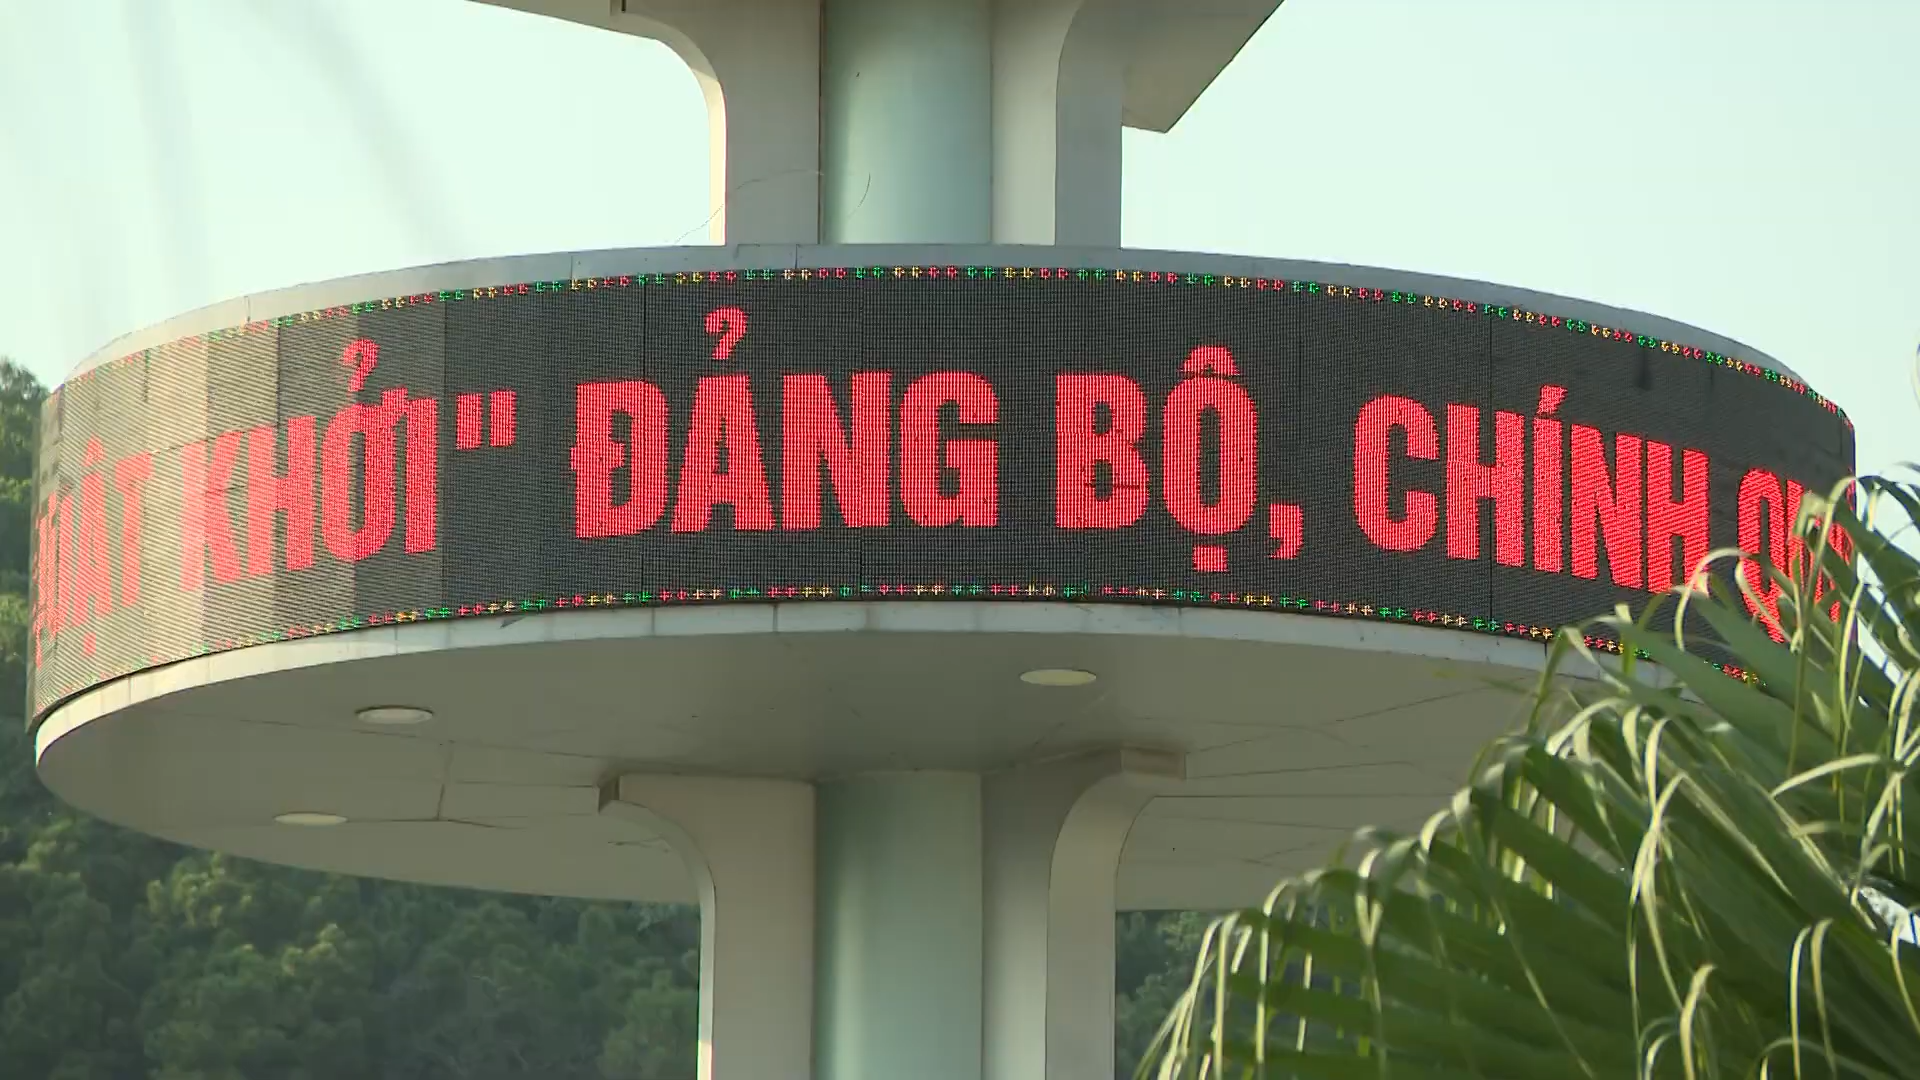 KHỞI" ĐẢNG BỘ, CHÍNH